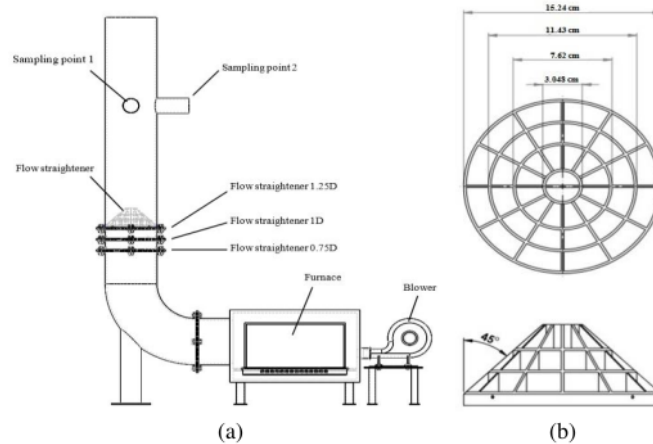 Sampling point 1
Sampling point 2
Flow straightener
Flow straightener 1.25D
Flow straightener 1D
Flow straightener 0.75D
Furnace
Blower
(a)
15.24 cm
11.43 cm
7.62 cm
3.048 cm
45°
(b)